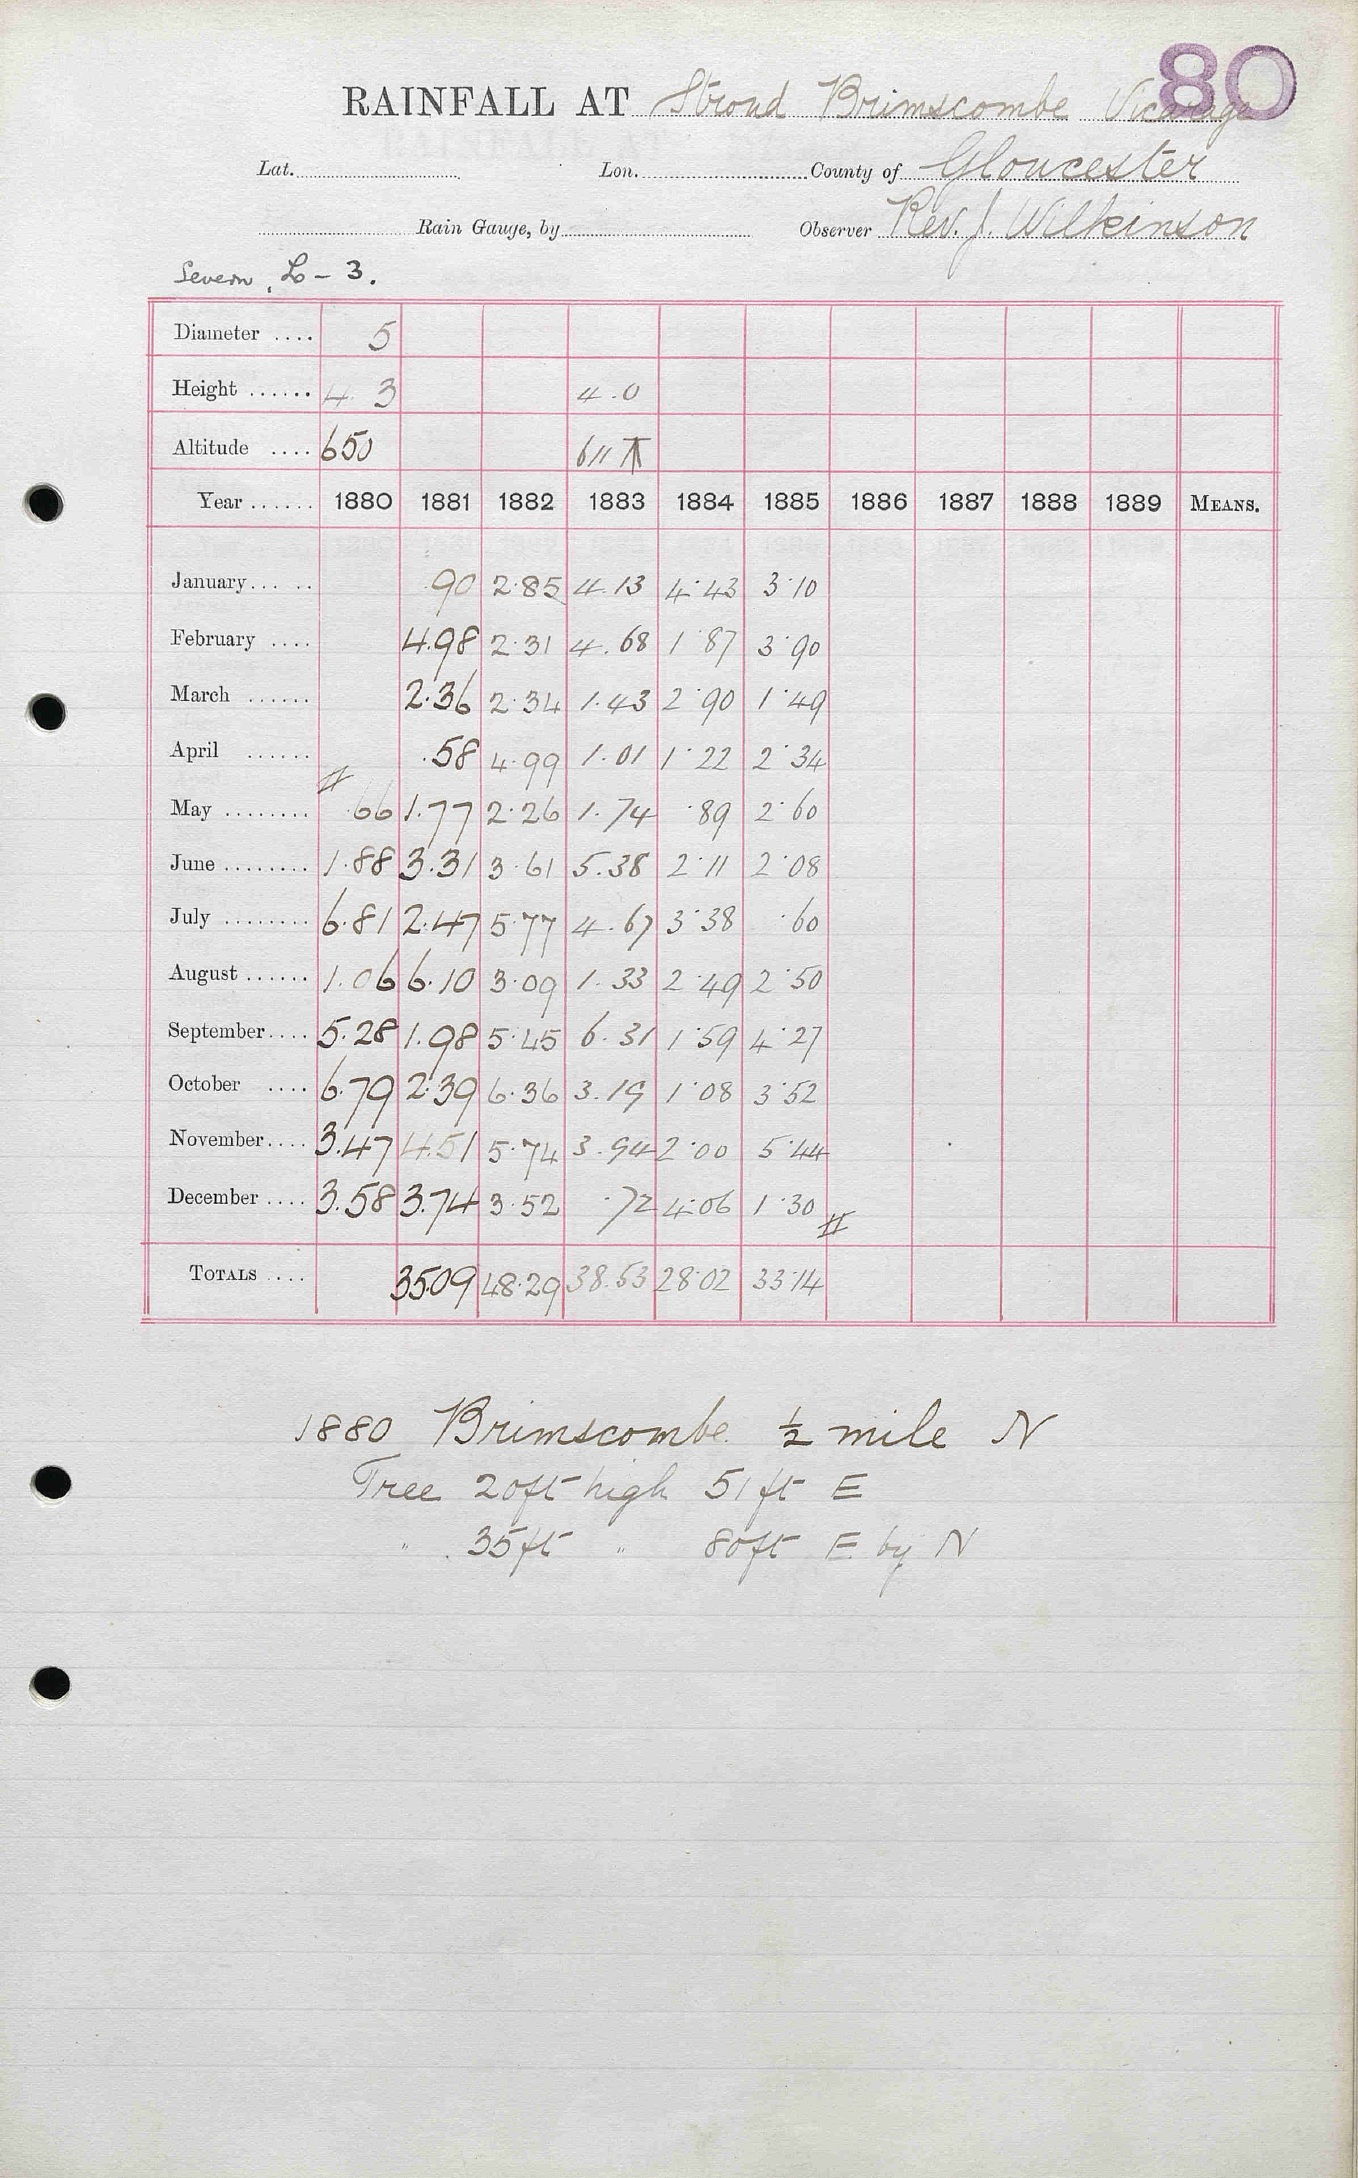 80
RAINFALL AT Stroud Brimscombe Vicarage
Lat. Lon. County of Gloucester
Rain Gauge, by Observer Rev. J. Wilkinson
Severn. L - 3.
Diameter .... 5
Height ...... 4. 3 4.0
Altitude .... 650 611
Year ...... 1880 1881 1882 1883 1884 1885 1886 1887 1888 1889 MEANS.
January... .. .90 2.85 4.13 4.43 3.10
February .... 4.98 2.31 4.68 1.87 3.90
March ...... 2.36 2.34 1.43 2.90 1.49
April ...... .58 4.99 1.01 1.22 2.34
May ........ .66 1.77 2.26 1.74 .89 2.60
June ........ 1.88 3.31 3.61 5.38 2.11 2.08
July ........ 6.81 2.47 5.77 4.67 3.38 .60
August ...... 1.06 6.10 3.09 1.33 2.49 2.50
September.... 5.28 1.98 5.45 6.31 1.59 4.27
October .... 6.79 2.39 6.36 3.19 1.08 3.52
November.... 3.47 4.51 5.74 3.94 2.00 5.44
December .... 3.58 3.74 3.52 .72 4.06 1.30
TOTALS .... 35.09 48.29 38.53 28.02 33.14
1880 Brimscombe ½ mile N
Tree 20ft high 51ft E
" 35ft " 80ft E by N